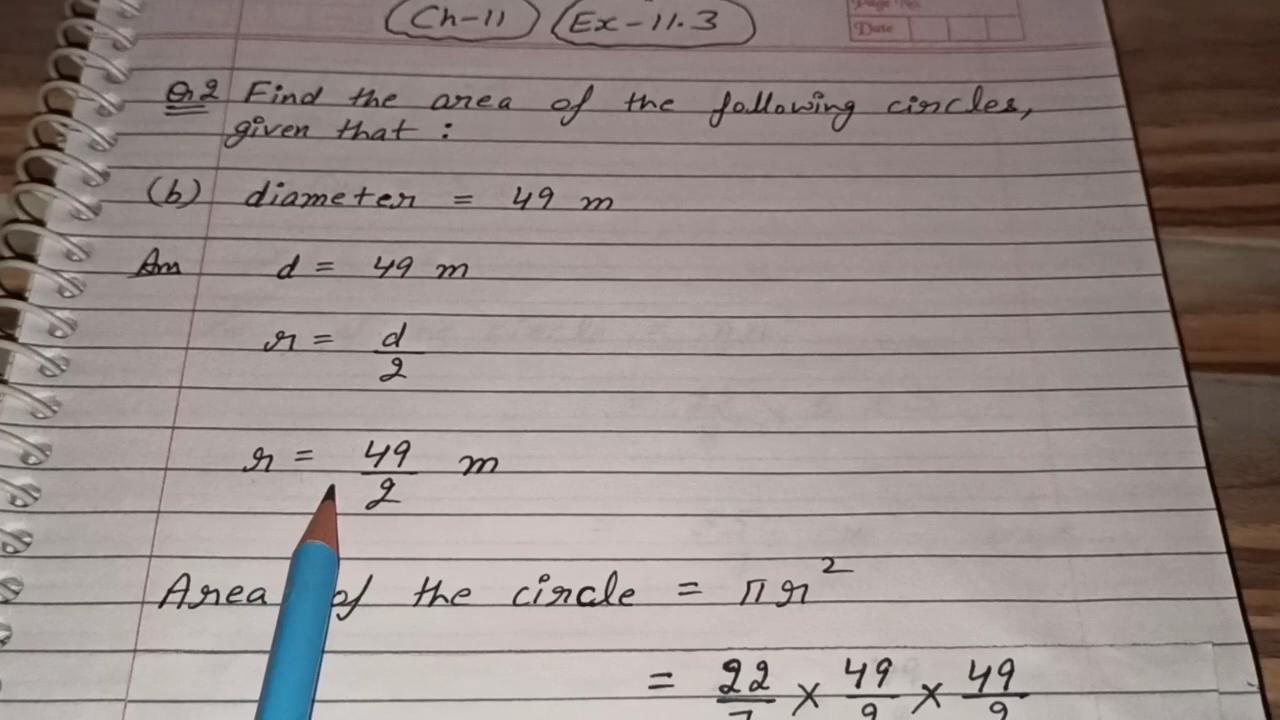 Ch-11 Ex-11.3
Date
Q.2 Find the area of the following circles,
given that :
(b) diameter = 49 m
Ans d = 49 m
r = d/2
r = 49/2 m
Area of the circle = πr²
= 22/7 × 49/2 × 49/2